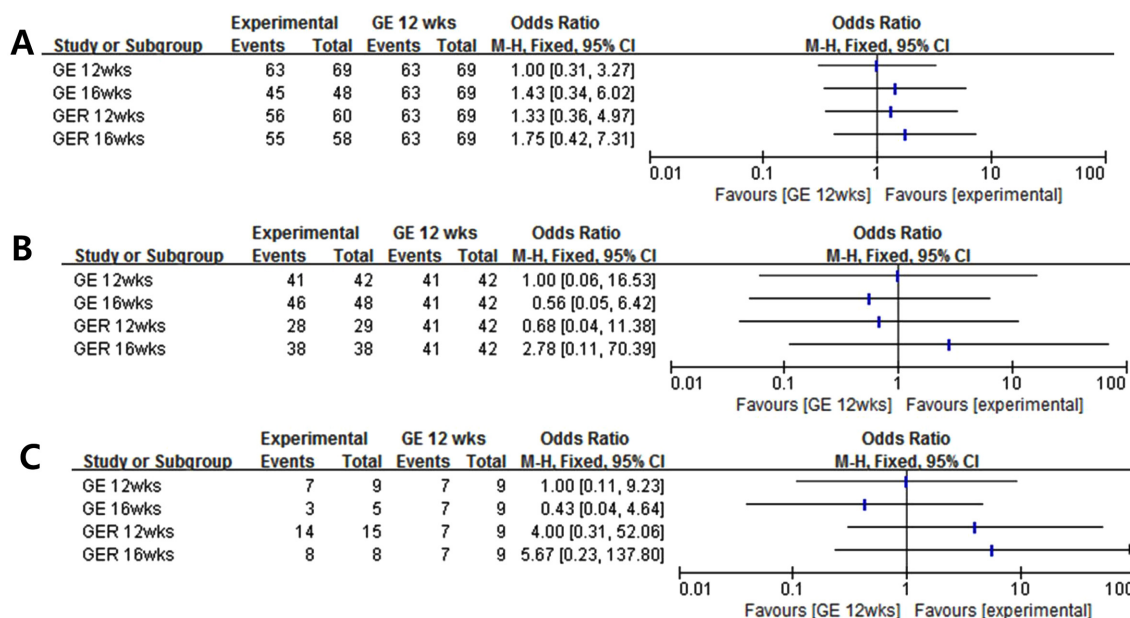 A
Experimental GE 12 wks Odds Ratio Odds Ratio
Study or Subgroup Events Total Events Total M-H, Fixed, 95% CI M-H, Fixed, 95% CI
GE 12wks 63 69 63 69 1.00 [0.31, 3.27]
GE 16wks 45 48 63 69 1.43 [0.34, 6.02]
GER 12wks 56 60 63 69 1.33 [0.36, 4.97]
GER 16wks 55 58 63 69 1.75 [0.42, 7.31]
0.01 0.1 1 10 100
Favours [GE 12wks] Favours [experimental]
B
Experimental GE 12 wks Odds Ratio Odds Ratio
Study or Subgroup Events Total Events Total M-H, Fixed, 95% CI M-H, Fixed, 95% CI
GE 12wks 41 42 41 42 1.00 [0.06, 16.53]
GE 16wks 46 48 41 42 0.56 [0.05, 6.42]
GER 12wks 28 29 41 42 0.68 [0.04, 11.38]
GER 16wks 38 38 41 42 2.78 [0.11, 70.39]
0.01 0.1 1 10 100
Favours [GE 12wks] Favours [experimental]
C
Experimental GE 12 wks Odds Ratio Odds Ratio
Study or Subgroup Events Total Events Total M-H, Fixed, 95% CI M-H, Fixed, 95% CI
GE 12wks 7 9 7 9 1.00 [0.11, 9.23]
GE 16wks 3 5 7 9 0.43 [0.04, 4.64]
GER 12wks 14 15 7 9 4.00 [0.31, 52.06]
GER 16wks 8 8 7 9 5.67 [0.23, 137.80]
0.01 0.1 1 10 100
Favours [GE 12wks] Favours [experimental]